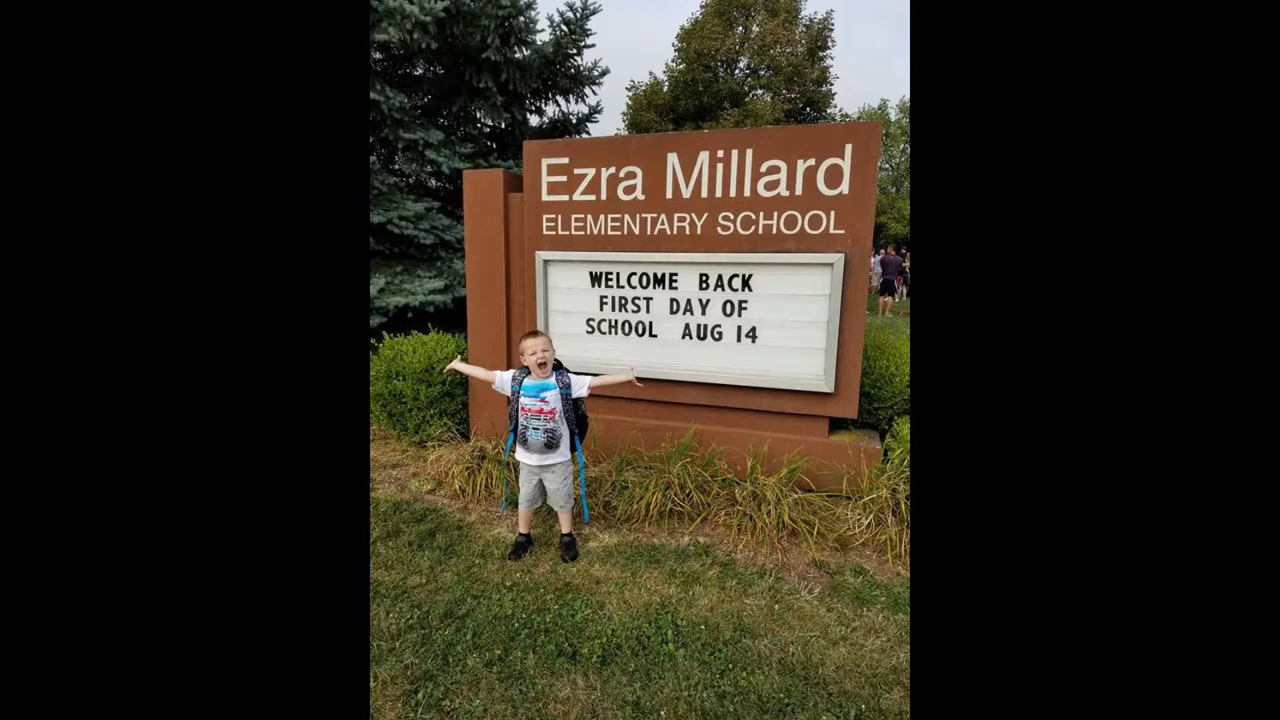 Ezra Millard
ELEMENTARY SCHOOL
WELCOME BACK
FIRST DAY OF
SCHOOL AUG 14